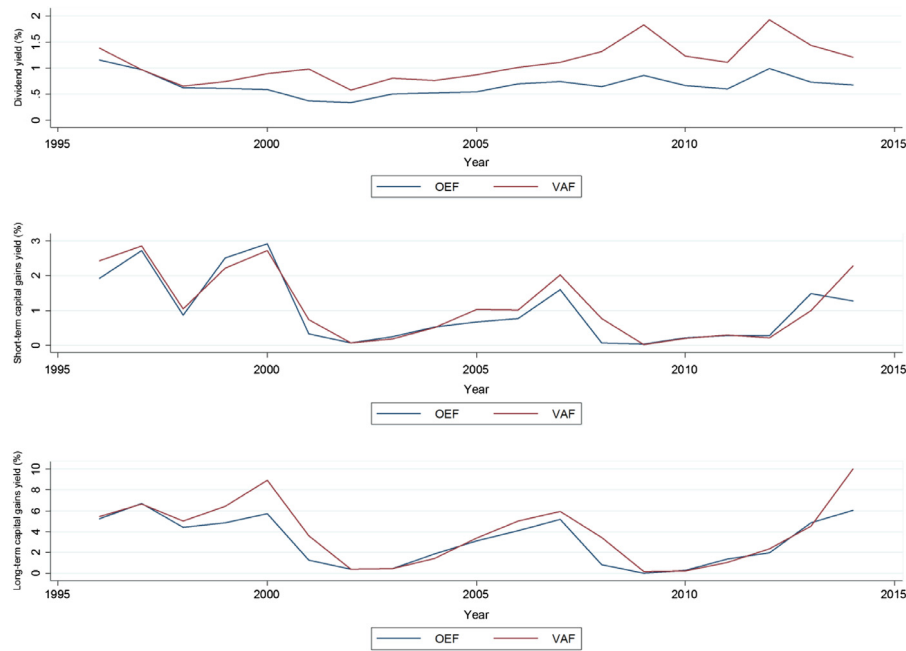 Dividend yield (%)
2
1.5
1
.5
0
1995 2000 2005 2010 2015
Year
OEF VAF
Short-term capital gains yield (%)
3
2
1
0
1995 2000 2005 2010 2015
Year
OEF VAF
Long-term capital gains yield (%)
10
8
6
4
2
0
1995 2000 2005 2010 2015
Year
OEF VAF